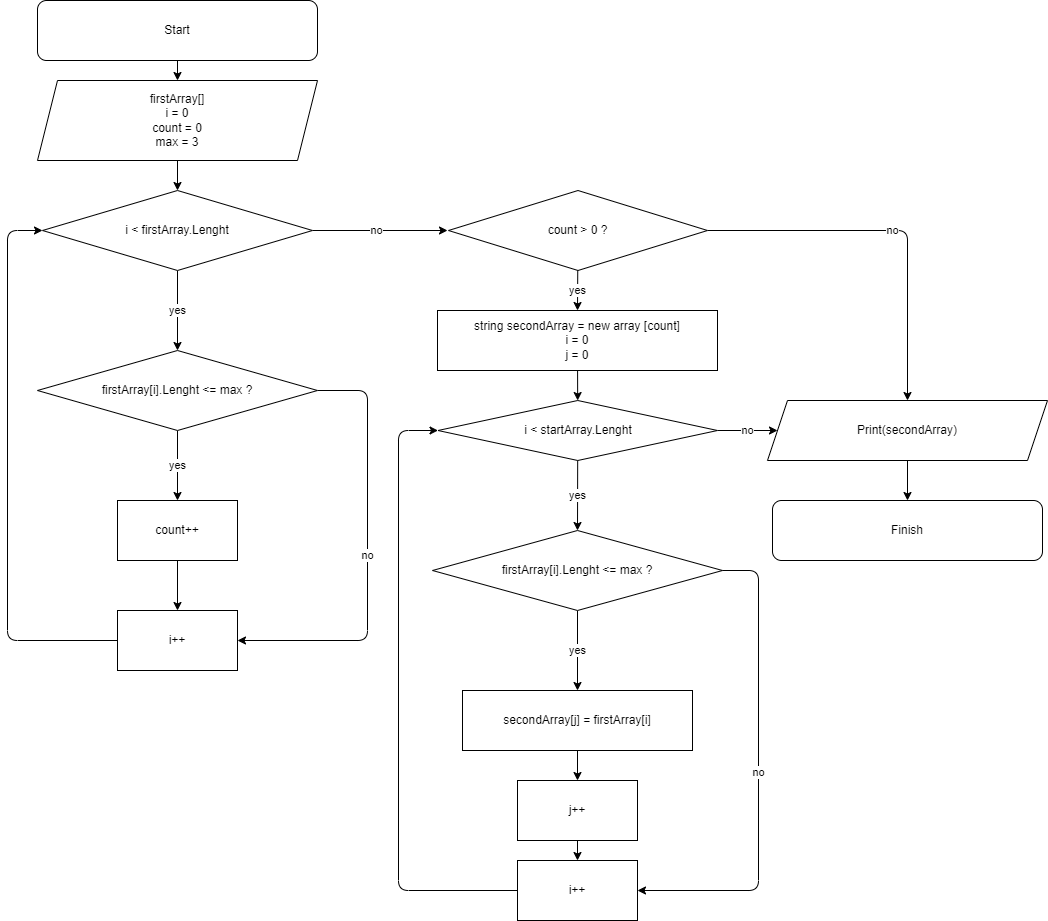 Start
firstArray[]
i = 0
count = 0
max = 3
i < firstArray.Lenght
no
count > 0 ?
no
yes
yes
string secondArray = new array [count]
i = 0
j = 0
firstArray[i].Lenght <= max ?
i < startArray.Lenght
no
Print(secondArray)
yes
yes
count++
Finish
no
firstArray[i].Lenght <= max ?
i++
yes
secondArray[j] = firstArray[i]
no
j++
i++